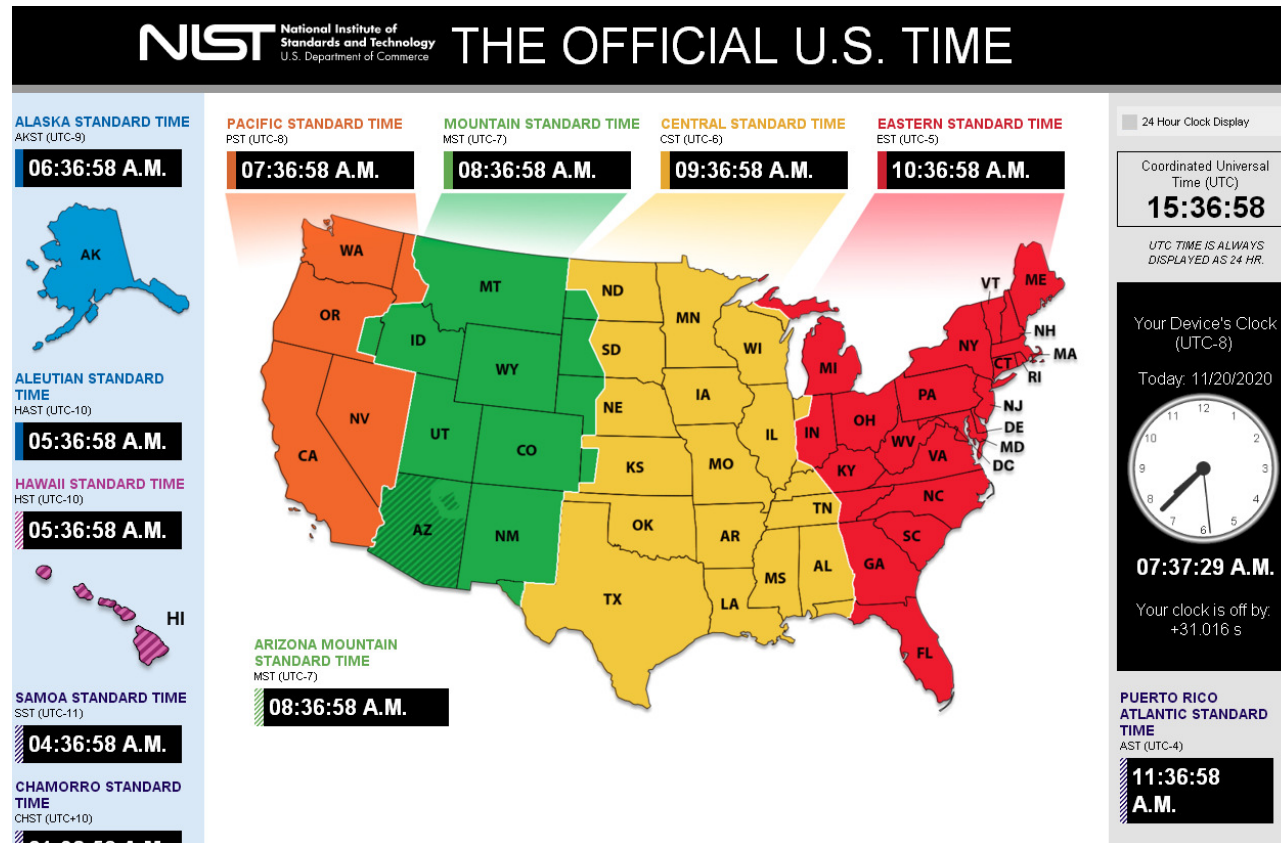 NIST
National Institute of
Standards and Technology
U.S. Department of Commerce
THE OFFICIAL U.S. TIME
ALASKA STANDARD TIME
AKST (UTC-9)
06:36:58 A.M.
AK
ALEUTIAN STANDARD
TIME
HAST (UTC-10)
05:36:58 A.M.
HAWAII STANDARD TIME
HST (UTC-10)
05:36:58 A.M.
HI
SAMOA STANDARD TIME
SST (UTC-11)
04:36:58 A.M.
CHAMORRO STANDARD
TIME
CHST (UTC+10)
PACIFIC STANDARD TIME
PST (UTC-8)
07:36:58 A.M.
MOUNTAIN STANDARD TIME
MST (UTC-7)
08:36:58 A.M.
CENTRAL STANDARD TIME
CST (UTC-6)
09:36:58 A.M.
EASTERN STANDARD TIME
EST (UTC-5)
10:36:58 A.M.
WA
OR
CA
NV
MT
ID
WY
UT
CO
AZ
NM
ND
SD
NE
KS
OK
TX
MN
IA
MO
AR
LA
WI
IL
MS
AL
TN
MI
IN
OH
KY
WV
VA
NC
SC
GA
FL
PA
NY
VT
ME
NH
MA
CT
RI
NJ
DE
MD
DC
ARIZONA MOUNTAIN
STANDARD TIME
MST (UTC-7)
08:36:58 A.M.
24 Hour Clock Display
Coordinated Universal
Time (UTC)
15:36:58
UTC TIME IS ALWAYS
DISPLAYED AS 24 HR.
Your Device's Clock
(UTC-8)
Today: 11/20/2020
12
1
2
3
4
5
6
7
8
9
10
11
07:37:29 A.M.
Your clock is off by:
+31.016 s
PUERTO RICO
ATLANTIC STANDARD
TIME
AST (UTC-4)
11:36:58
A.M.